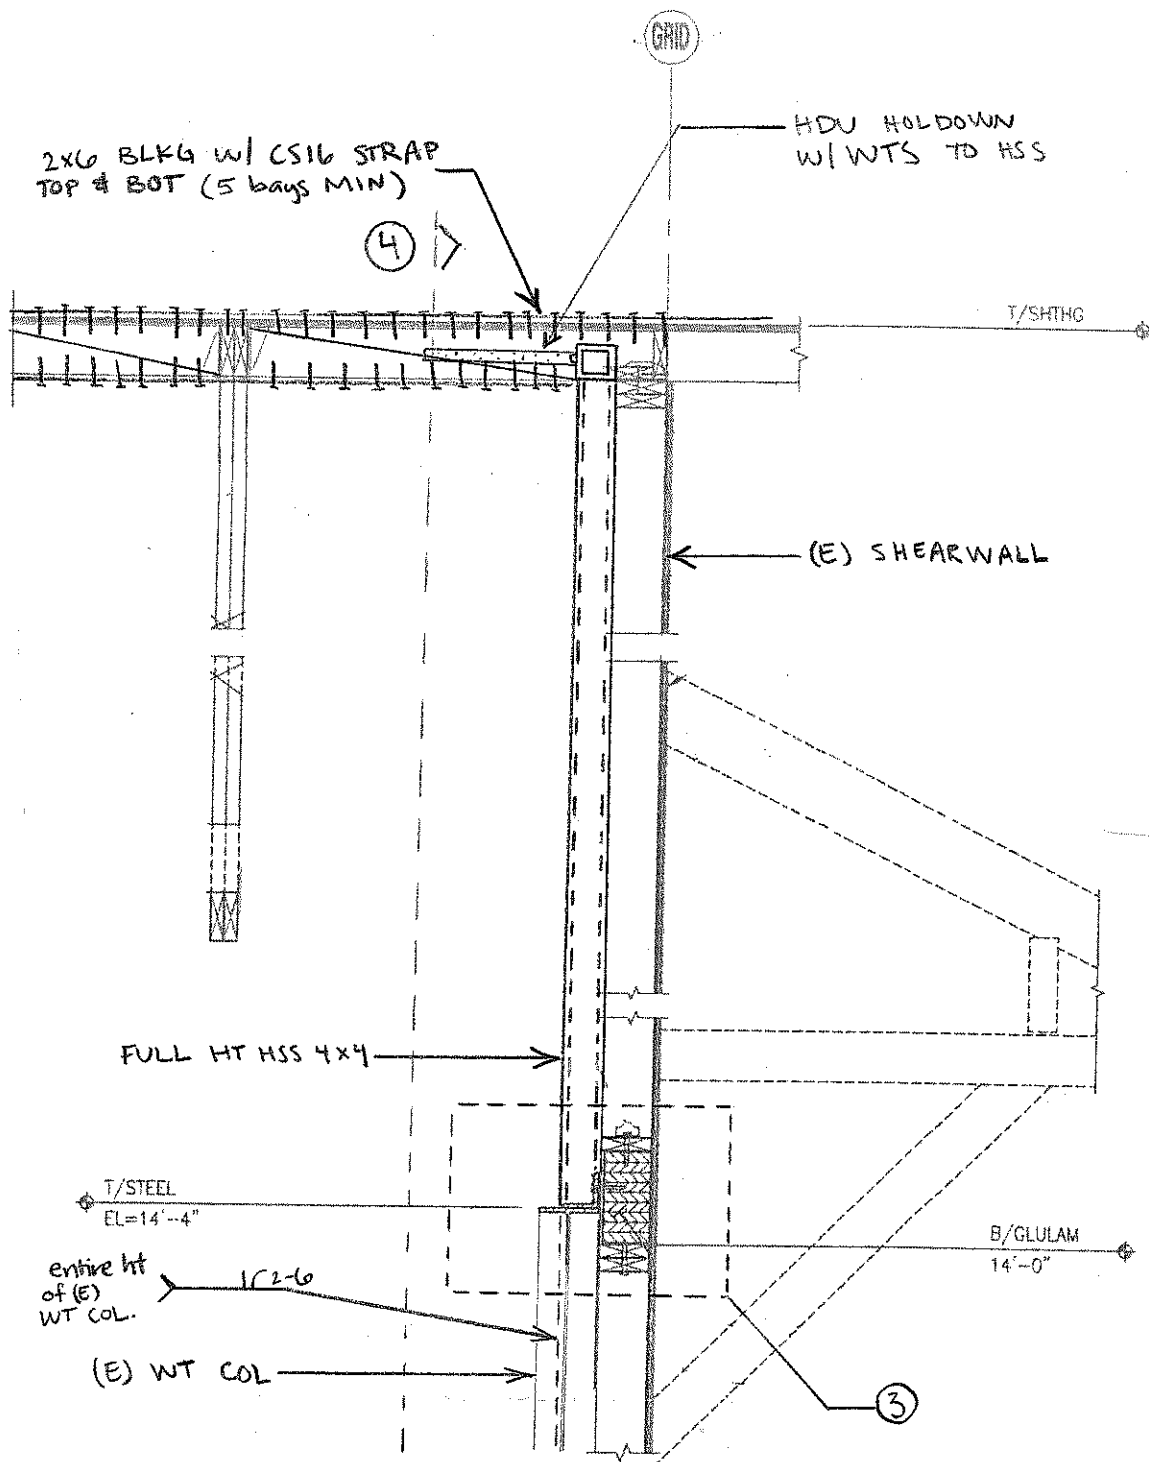 GRID
HDU HOLDOWN
W/ WTS TO HSS
2x6 BLKG W/ CS16 STRAP
TOP & BOT (5 bays MIN)
4
T/SHTHG
(E) SHEARWALL
FULL HT HSS 4x4
T/STEEL
EL=14'-4"
B/GLULAM
14'-0"
entire ht
of (E)
WT COL.
2-6
(E) WT COL
3